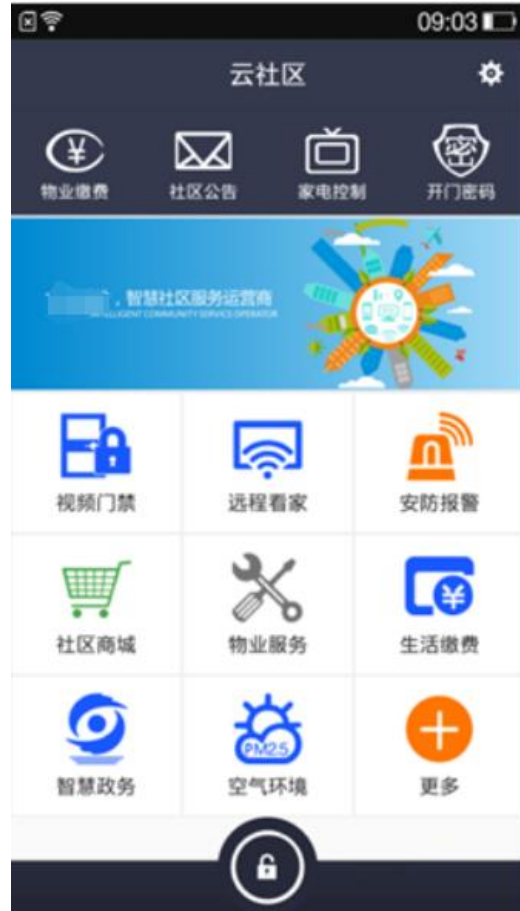 09:03
云社区
物业缴费 社区公告 家电控制 开门密码
密
，智慧社区服务运营商
COMMUNITY SERVICE OPERATOR
视频门禁 远程看家 安防报警
社区商城 物业服务 生活缴费
PM2.5
智慧政务 空气环境 更多